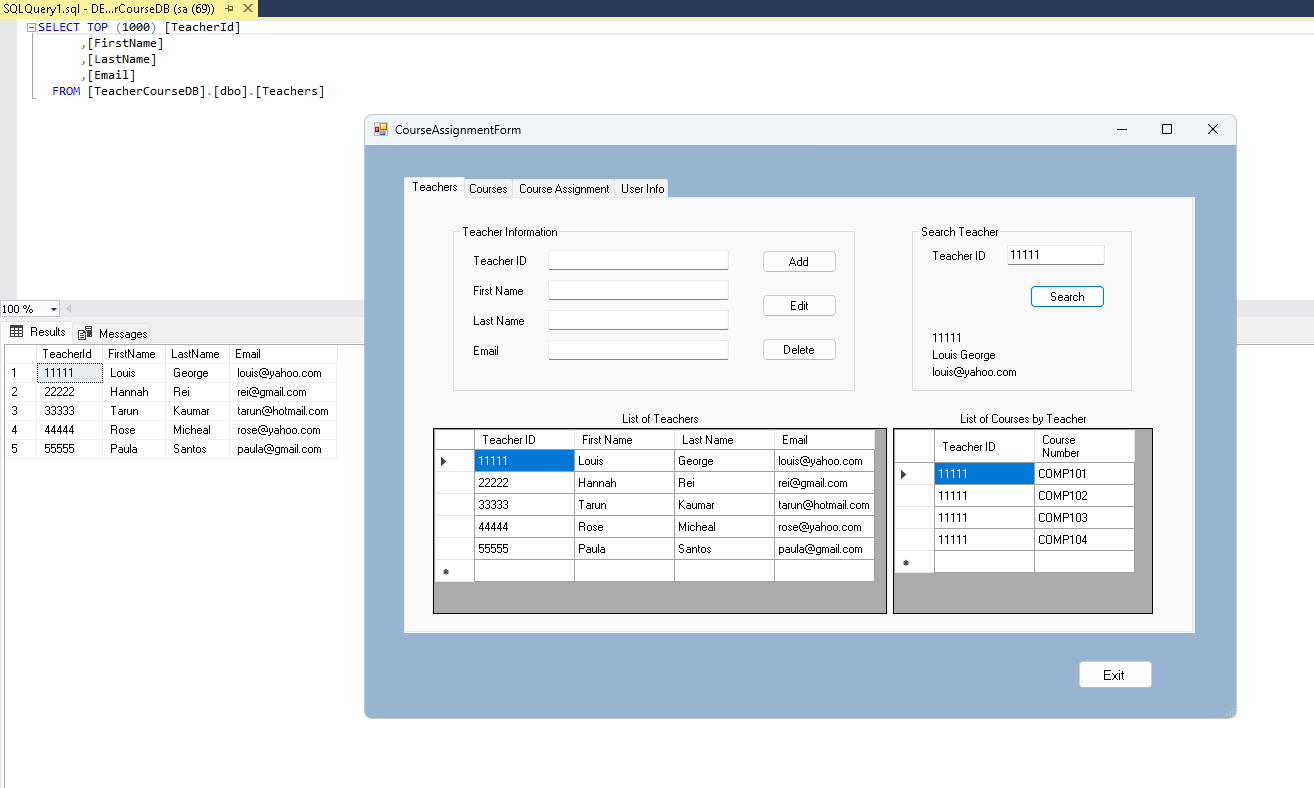 SQLQuery1.sql - DE...rCourseDB (sa (69))
SELECT TOP (1000) [TeacherId]
,[FirstName]
,[LastName]
,[Email]
FROM [TeacherCourseDB].[dbo].[Teachers]
100 %
Results Messages
TeacherId FirstName LastName Email
1 11111 Louis George louis@yahoo.com
2 22222 Hannah Rei rei@gmail.com
3 33333 Tarun Kaumar tarun@hotmail.com
4 44444 Rose Micheal rose@yahoo.com
5 55555 Paula Santos paula@gmail.com
CourseAssignmentForm
Teachers Courses Course Assignment User Info
Teacher Information
Teacher ID
Add
First Name
Edit
Last Name
Email
Delete
Search Teacher
Teacher ID 11111
Search
11111
Louis George
louis@yahoo.com
List of Teachers
Teacher ID First Name Last Name Email
11111 Louis George louis@yahoo.com
22222 Hannah Rei rei@gmail.com
33333 Tarun Kaumar tarun@hotmail.com
44444 Rose Micheal rose@yahoo.com
55555 Paula Santos paula@gmail.com
List of Courses by Teacher
Teacher ID Course
Number
11111 COMP101
11111 COMP102
11111 COMP103
11111 COMP104
Exit